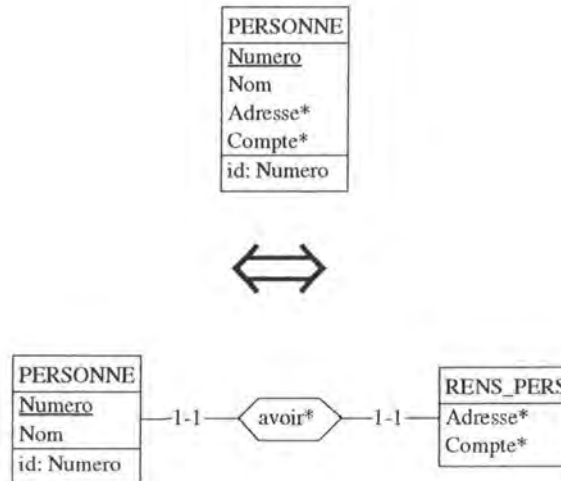 PERSONNE
Numero
Nom
Adresse*
Compte*
id: Numero
PERSONNE
Numero
Nom
id: Numero
1-1
avoir*
1-1
RENS_PERS
Adresse*
Compte*